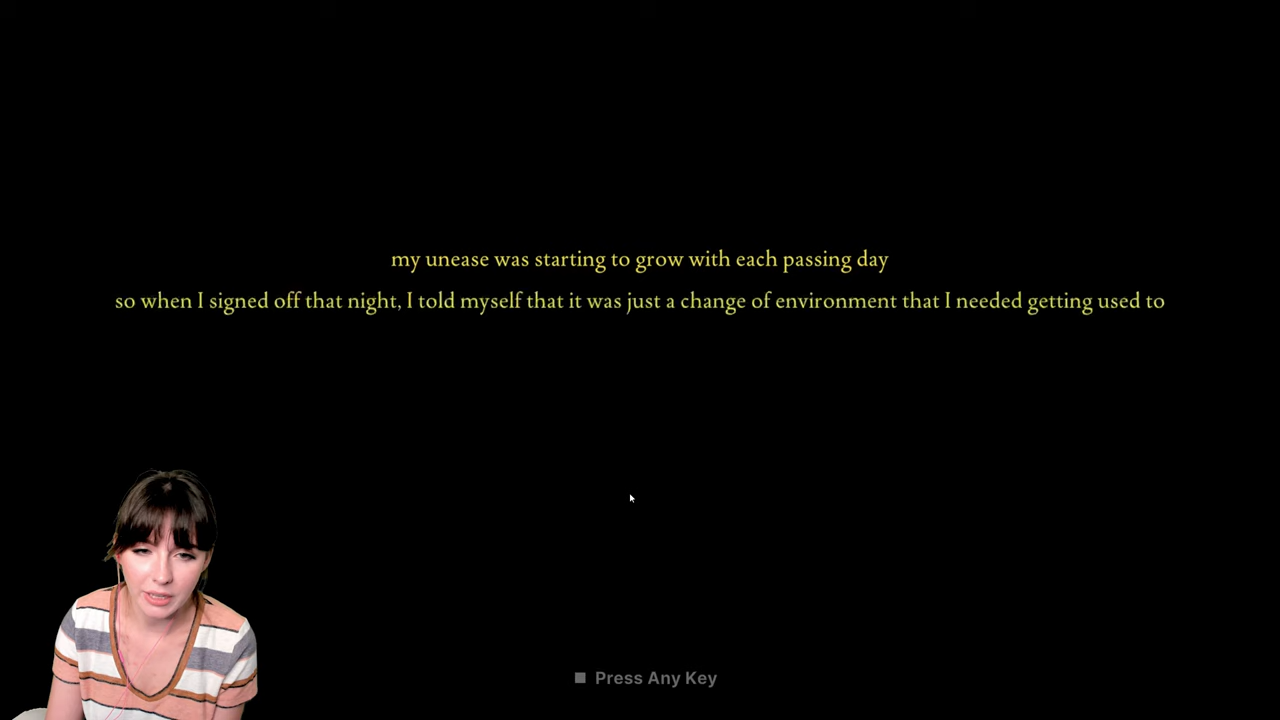 my unease was starting to grow with each passing day
so when I signed off that night, I told myself that it was just a change of environment that I needed getting used to
Press Any Key